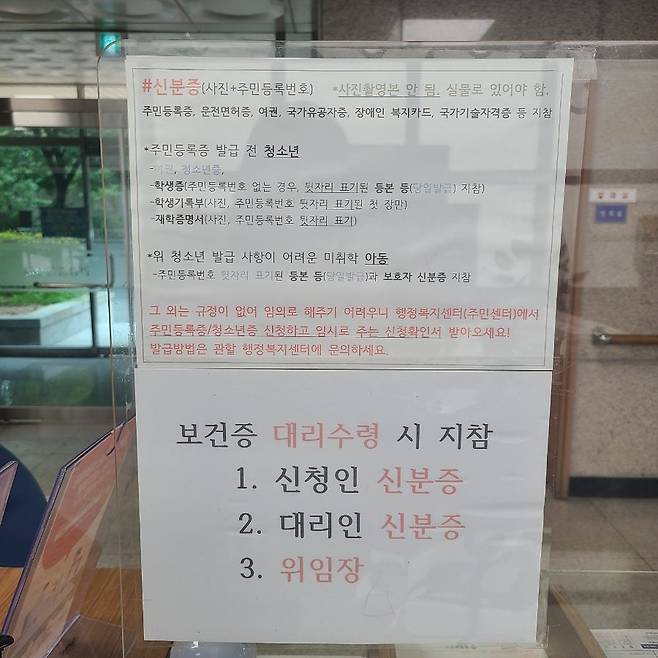 #신분증(사진+주민등록번호) *사진촬영본 안 됨. 실물로 있어야 함.
주민등록증, 운전면허증, 여권, 국가유공자증, 장애인 복지카드, 국가기술자격증 등 지참
*주민등록증 발급 전 청소년
-여권, 청소년증,
-학생증(주민등록번호 없는 경우, 뒷자리 표기된 등본 등(당일발급) 지참)
-학생기록부(사진, 주민등록번호 뒷자리 표기된 첫 장만)
-재학증명서(사진, 주민등록번호 뒷자리 표기)
*위 청소년 발급 사항이 어려운 미취학 아동
-주민등록번호 뒷자리 표기된 등본 등(당일발급)과 보호자 신분증 지참
그 외는 규정이 없어 임의로 해주기 어려우니 행정복지센터(주민센터)에서
주민등록증/청소년증 신청하고 임시로 주는 신청확인서 받아오세요!
발급방법은 관할 행정복지센터에 문의하세요.
보건증 대리수령 시 지참
1. 신청인 신분증
2. 대리인 신분증
3. 위임장